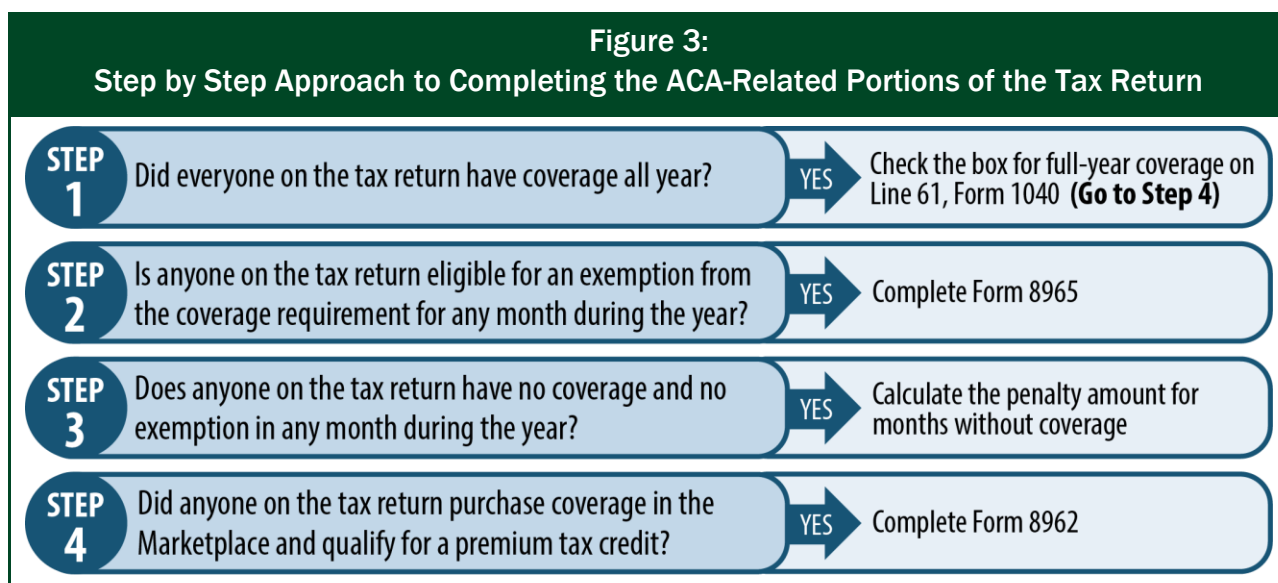 Figure 3:
Step by Step Approach to Completing the ACA-Related Portions of the Tax Return
STEP
1
Did everyone on the tax return have coverage all year?
YES
Check the box for full-year coverage on
Line 61, Form 1040 (Go to Step 4)
STEP
2
Is anyone on the tax return eligible for an exemption from
the coverage requirement for any month during the year?
YES
Complete Form 8965
STEP
3
Does anyone on the tax return have no coverage and no
exemption in any month during the year?
YES
Calculate the penalty amount for
months without coverage
STEP
4
Did anyone on the tax return purchase coverage in the
Marketplace and qualify for a premium tax credit?
YES
Complete Form 8962